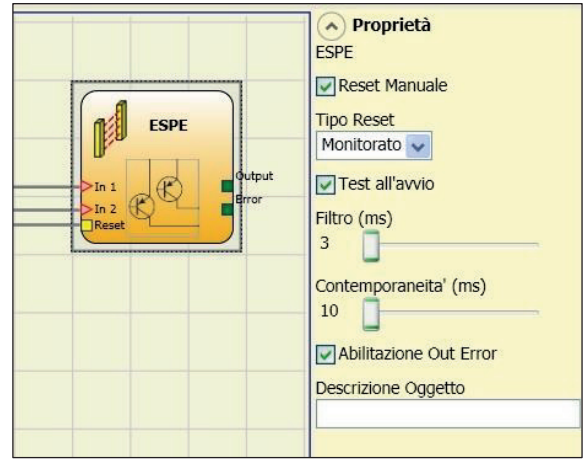 ESPE
In 1
In 2
Reset
Output
Error
Proprietà
ESPE
Reset Manuale
Tipo Reset
Monitorato
Test all'avvio
Filtro (ms)
3
Contemporaneita' (ms)
10
Abilitazione Out Error
Descrizione Oggetto